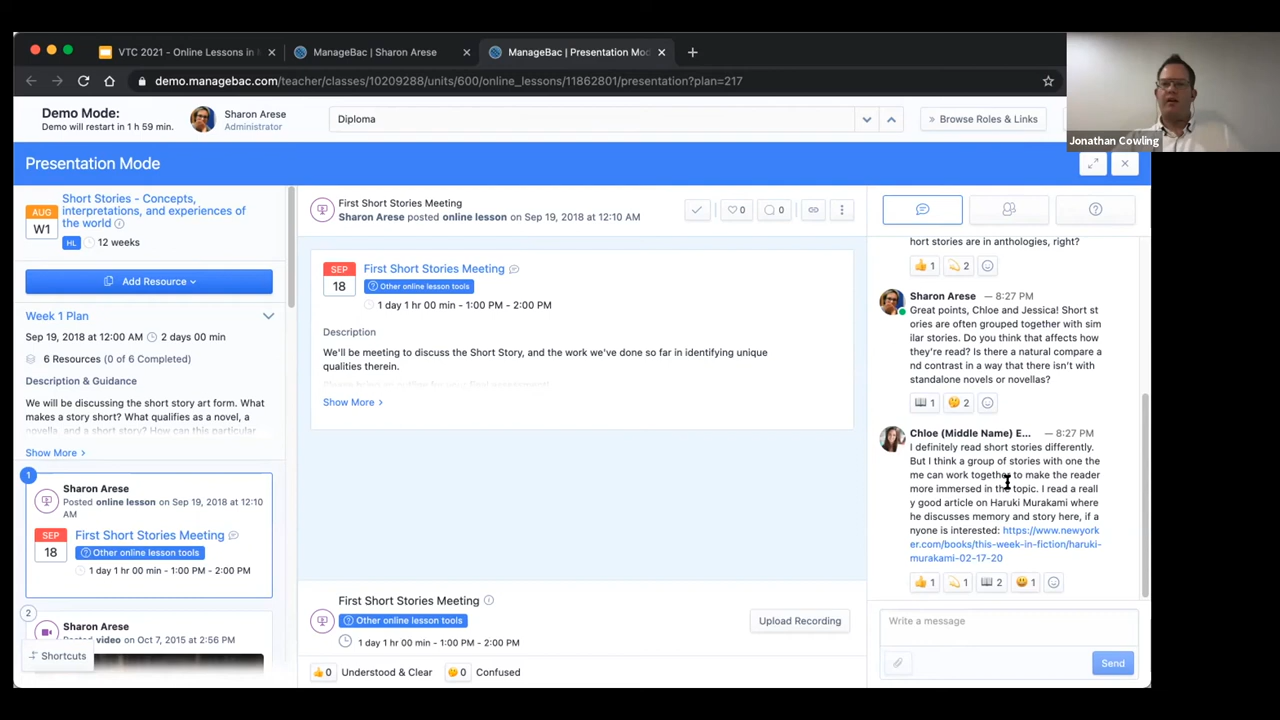 VTC 2021 - Online Lessons in
ManageBac | Sharon Arese
ManageBac | Presentation Mod
demo.managebac.com/teacher/classes/10209288/units/600/online_lessons/11862801/presentation?plan=217
Jonathan Cowling
Demo Mode:
Demo will restart in 1 h 59 min.
Sharon Arese
Administrator
Diploma
» Browse Roles & Links
Presentation Mode
AUG
W1
Short Stories - Concepts,
interpretations, and experiences of
the world
HL
12 weeks
Add Resource
Week 1 Plan
Sep 19, 2018 at 12:00 AM
2 days 00 min
6 Resources (0 of 6 Completed)
Description & Guidance
We will be discussing the short story art form. What
makes a story short? What qualifies as a novel, a
novella, and a short story? How can this particular
Show More >
1
Sharon Arese
Posted online lesson on Sep 19, 2018 at 12:10
AM
SEP
18
First Short Stories Meeting
Other online lesson tools
1 day 1 hr 00 min - 1:00 PM - 2:00 PM
2
Sharon Arese
Posted video on Oct 7, 2015 at 2:56 PM
Shortcuts
First Short Stories Meeting
Sharon Arese posted online lesson on Sep 19, 2018 at 12:10 AM
0
0
SEP
18
First Short Stories Meeting
Other online lesson tools
1 day 1 hr 00 min - 1:00 PM - 2:00 PM
Description
We'll be meeting to discuss the Short Story, and the work we've done so far in identifying unique
qualities therein.
Show More >
First Short Stories Meeting
Other online lesson tools
1 day 1 hr 00 min - 1:00 PM - 2:00 PM
Upload Recording
0 Understood & Clear
0 Confused
hort stories are in anthologies, right?
1
2
Sharon Arese — 8:27 PM
Great points, Chloe and Jessica! Short st
ories are often grouped together with sim
ilar stories. Do you think that affects how
they're read? Is there a natural compare a
nd contrast in a way that there isn't with
standalone novels or novellas?
1
2
Chloe (Middle Name) E... — 8:27 PM
I definitely read short stories differently.
But I think a group of stories with one the
me can work together to make the reader
more immersed in the topic. I read a reall
y good article on Haruki Murakami where
he discusses memory and story here, if a
nyone is interested: https://www.newyork
er.com/books/this-week-in-fiction/haruki-
murakami-02-17-20
1
1
2
1
Write a message
Send